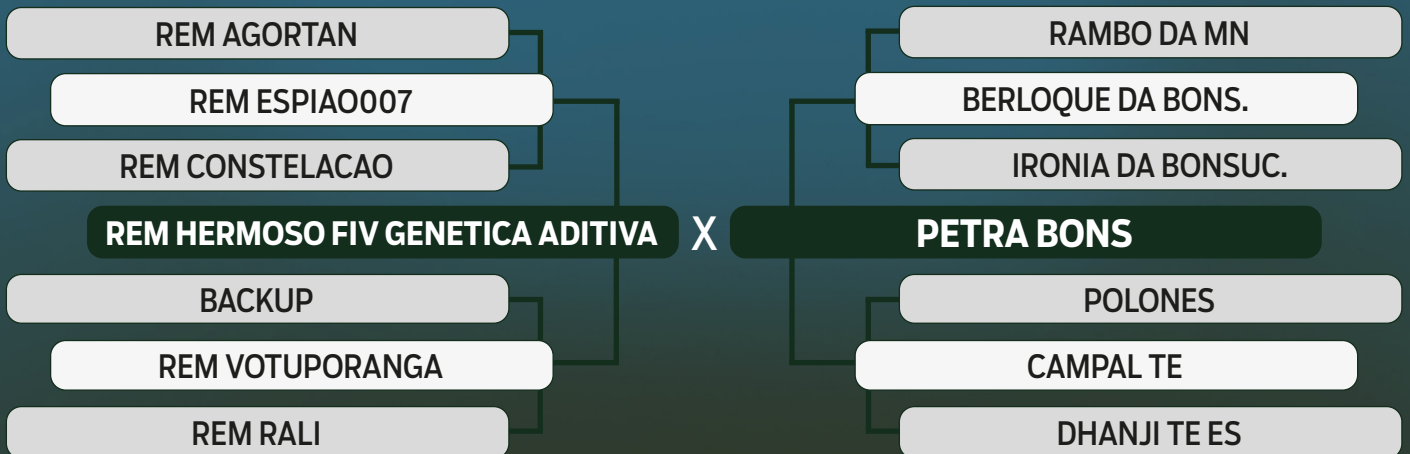 REM AGORTAN
REM ESPIAO007
REM CONSTELACAO
REM HERMOSO FIV GENETICA ADITIVA X PETRA BONS
BACKUP
REM VOTUPORANGA
REM RALI
RAMBO DA MN
BERLOQUE DA BONS.
IRONIA DA BONSUC.
POLONES
CAMPAL TE
DHANJI TE ES